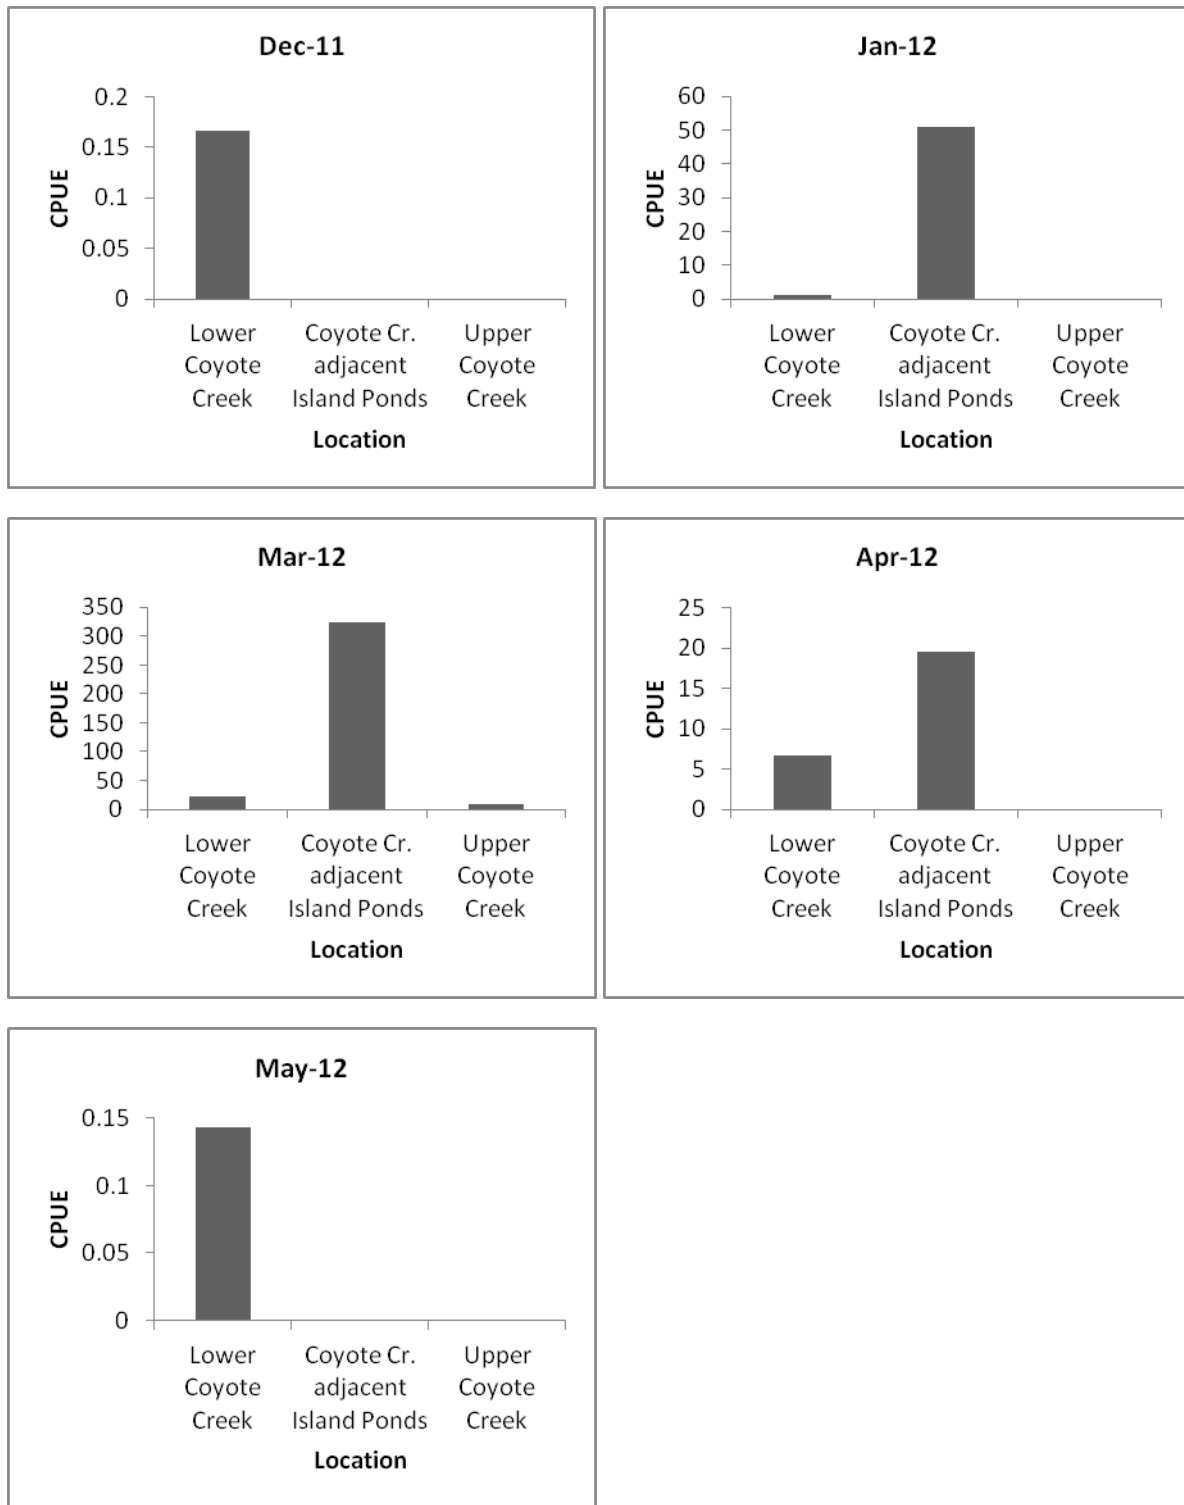 Dec-11
CPUE
0.2
0.15
0.1
0.05
0
Lower Coyote Creek
Coyote Cr. adjacent Island Ponds
Upper Coyote Creek
Location
Jan-12
CPUE
60
50
40
30
20
10
0
Lower Coyote Creek
Coyote Cr. adjacent Island Ponds
Upper Coyote Creek
Location
Mar-12
CPUE
350
300
250
200
150
100
50
0
Lower Coyote Creek
Coyote Cr. adjacent Island Ponds
Upper Coyote Creek
Location
Apr-12
CPUE
25
20
15
10
5
0
Lower Coyote Creek
Coyote Cr. adjacent Island Ponds
Upper Coyote Creek
Location
May-12
CPUE
0.15
0.1
0.05
0
Lower Coyote Creek
Coyote Cr. adjacent Island Ponds
Upper Coyote Creek
Location